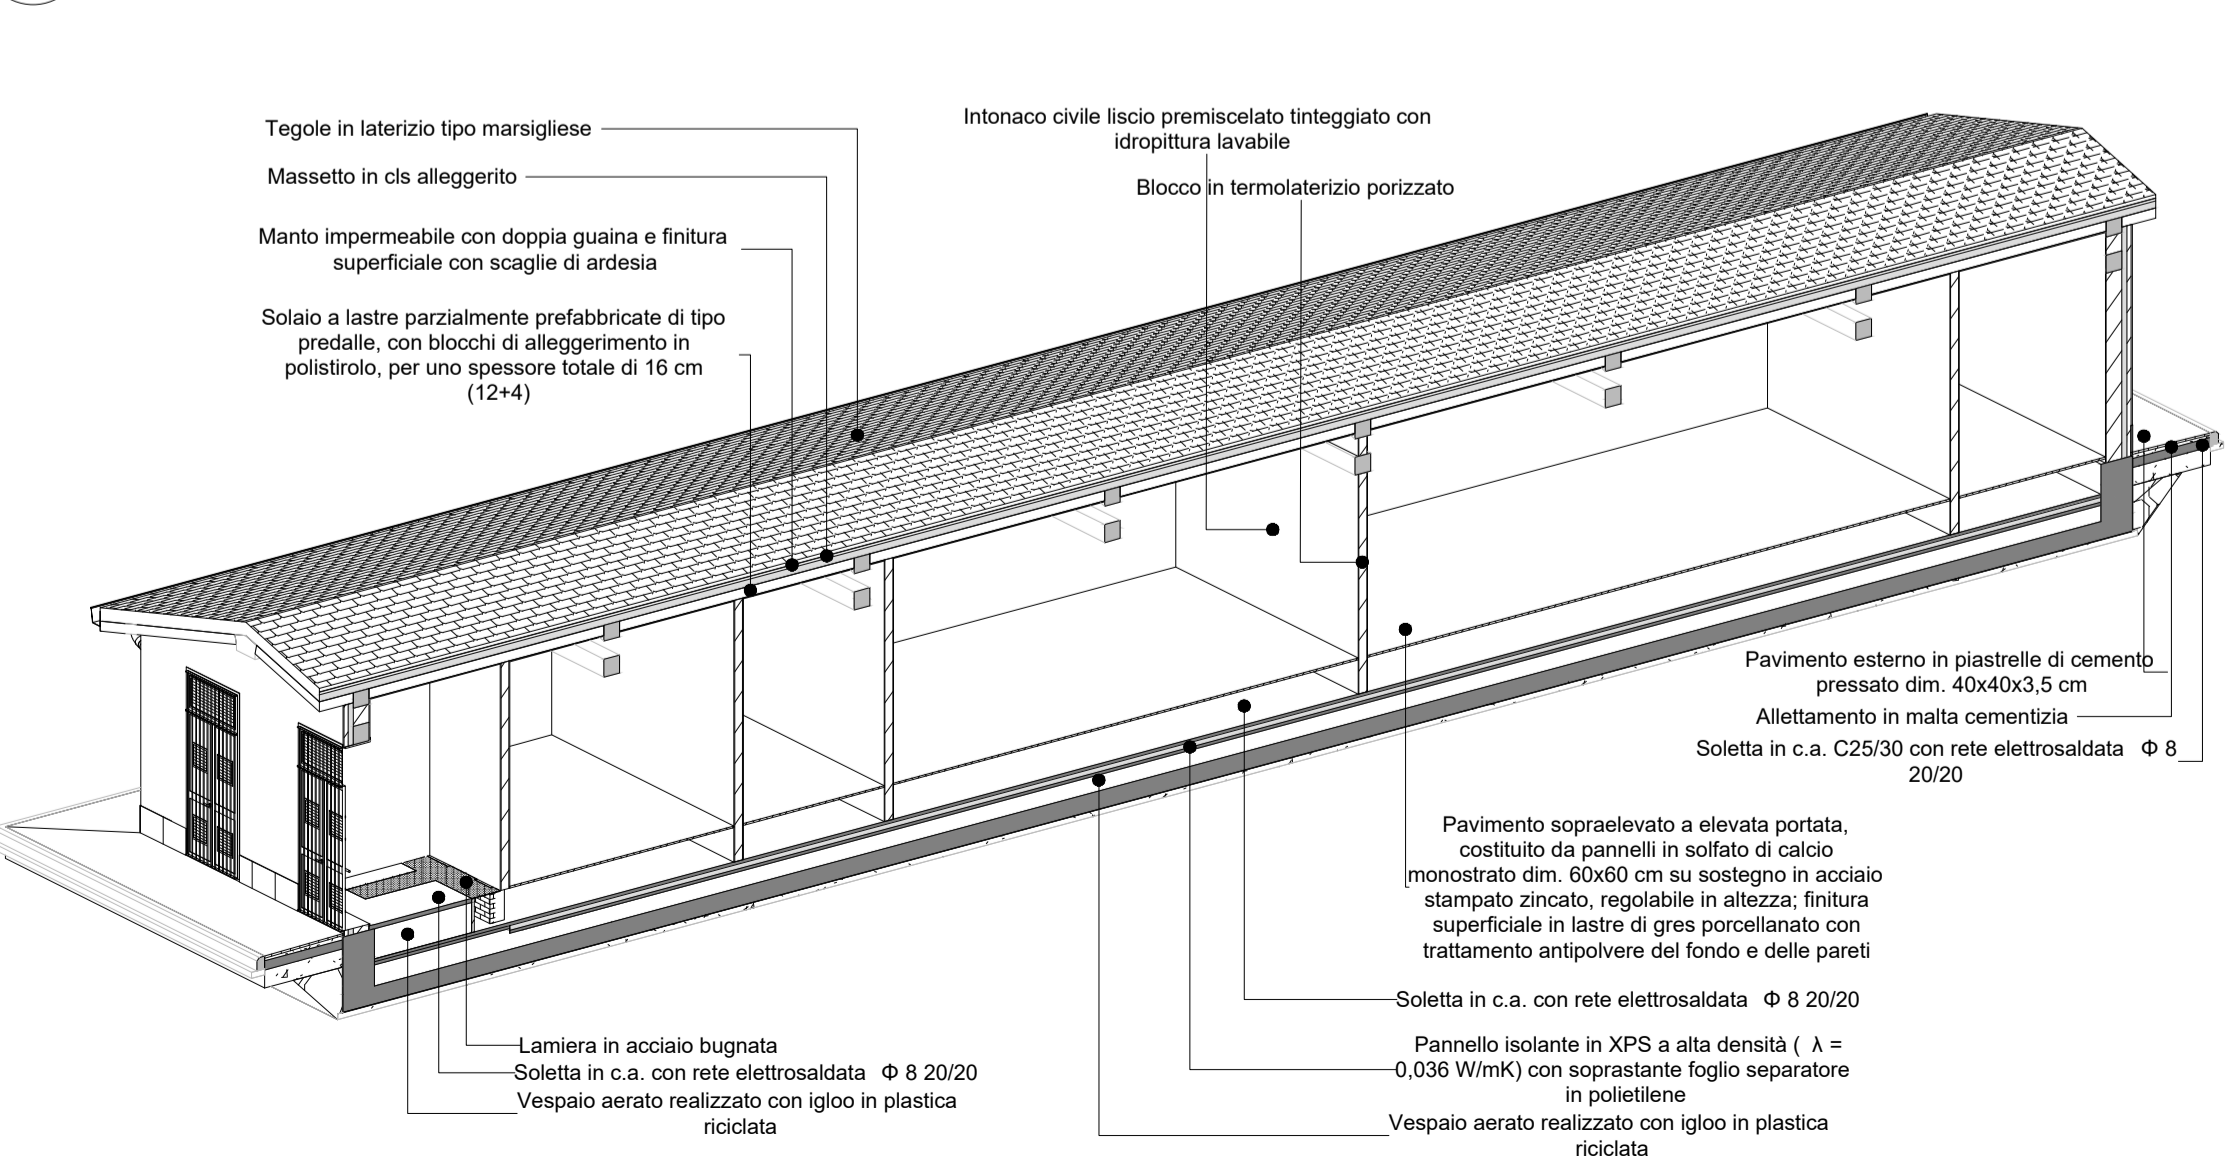 Tegole in laterizio tipo marsigliese
Massetto in cls alleggerito
Manto impermeabile con doppia guaina e finitura
superficiale con scaglie di ardesia
Solaio a lastre parzialmente prefabbricate di tipo
predalle, con blocchi di alleggerimento in
polistirolo, per uno spessore totale di 16 cm
(12+4)
Intonaco civile liscio premiscelato tinteggiato con
idropittura lavabile
Blocco in termolaterizio porizzato
Pavimento esterno in piastrelle di cemento
pressato dim. 40x40x3,5 cm
Allettamento in malta cementizia
Soletta in c.a. C25/30 con rete elettrosaldata Φ 8
20/20
Pavimento sopraelevato a elevata portata,
costituito da pannelli in solfato di calcio
monostrato dim. 60x60 cm su sostegno in acciaio
stampato zincato, regolabile in altezza; finitura
superficiale in lastre di gres porcellanato con
trattamento antipolvere del fondo e delle pareti
Soletta in c.a. con rete elettrosaldata Φ 8 20/20
Pannello isolante in XPS a alta densità ( λ =
0,036 W/mK) con soprastante foglio separatore
in polietilene
Vespaio aerato realizzato con igloo in plastica
riciclata
Lamiera in acciaio bugnata
Soletta in c.a. con rete elettrosaldata Φ 8 20/20
Vespaio aerato realizzato con igloo in plastica
riciclata